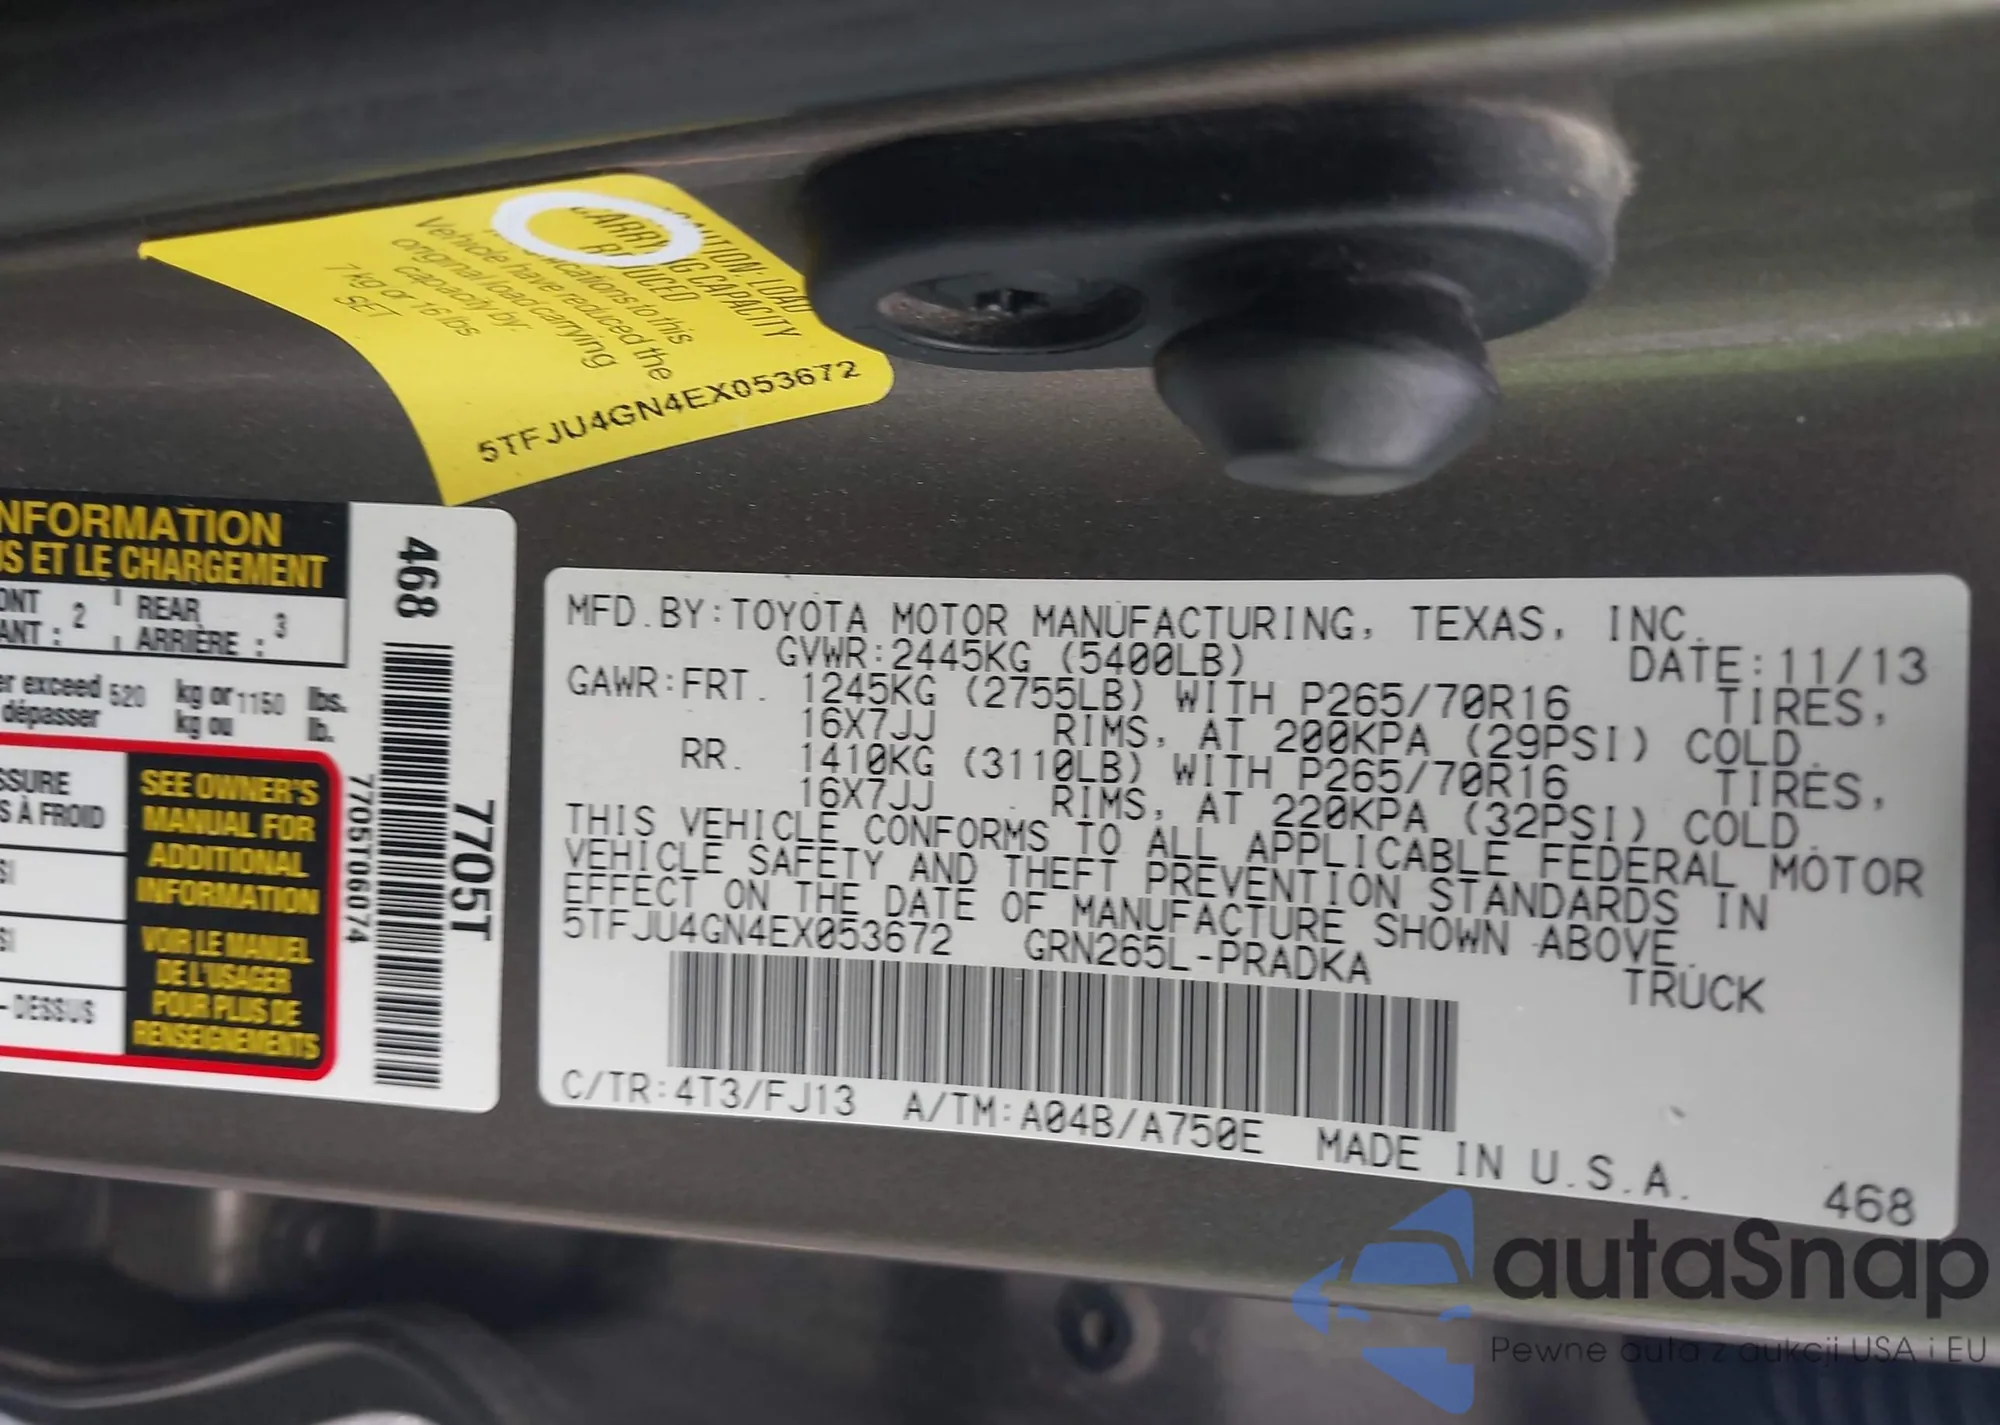 CAUTION: LOAD
CARRYING CAPACITY
REDUCED
to this
Vehicle have reduced the
original load carrying
capacity by:
7 kg or 16 lbs
SET
5TFJU4GN4EX053672
NFORMATION
US ET LE CHARGEMENT
ONT 2 REAR 3
ANT : ARRIÈRE :
er exceed 520 kg or 1150 lbs.
dépasser kg ou lb.
SSURE
S À FROID
SI
SI
-DESSUS
SEE OWNER'S
MANUAL FOR
ADDITIONAL
INFORMATION
VOIR LE MANUEL
DE L'USAGER
POUR PLUS DE
RENSEIGNEMENTS
468
7705T06074
7705T
MFD.BY:TOYOTA MOTOR MANUFACTURING, TEXAS, INC.
GVWR:2445KG (5400LB) DATE:11/13
GAWR:FRT. 1245KG (2755LB) WITH P265/70R16 TIRES,
16X7JJ RIMS, AT 200KPA (29PSI) COLD.
RR. 1410KG (3110LB) WITH P265/70R16 TIRES,
16X7JJ RIMS, AT 220KPA (32PSI) COLD.
THIS VEHICLE CONFORMS TO ALL APPLICABLE FEDERAL MOTOR
VEHICLE SAFETY AND THEFT PREVENTION STANDARDS IN
EFFECT ON THE DATE OF MANUFACTURE SHOWN ABOVE.
5TFJU4GN4EX053672 GRN265L-PRADKA TRUCK
C/TR:4T3/FJ13 A/TM:A04B/A750E MADE IN U.S.A.
468
autaSnap
Pewne auta z aukcji USA i EU